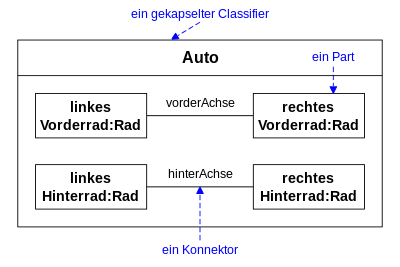 ein gekapselter Classifier
Auto
ein Part
linkes
Vorderrad:Rad
vorderAchse
rechtes
Vorderrad:Rad
linkes
Hinterrad:Rad
hinterAchse
rechtes
Hinterrad:Rad
ein Konnektor